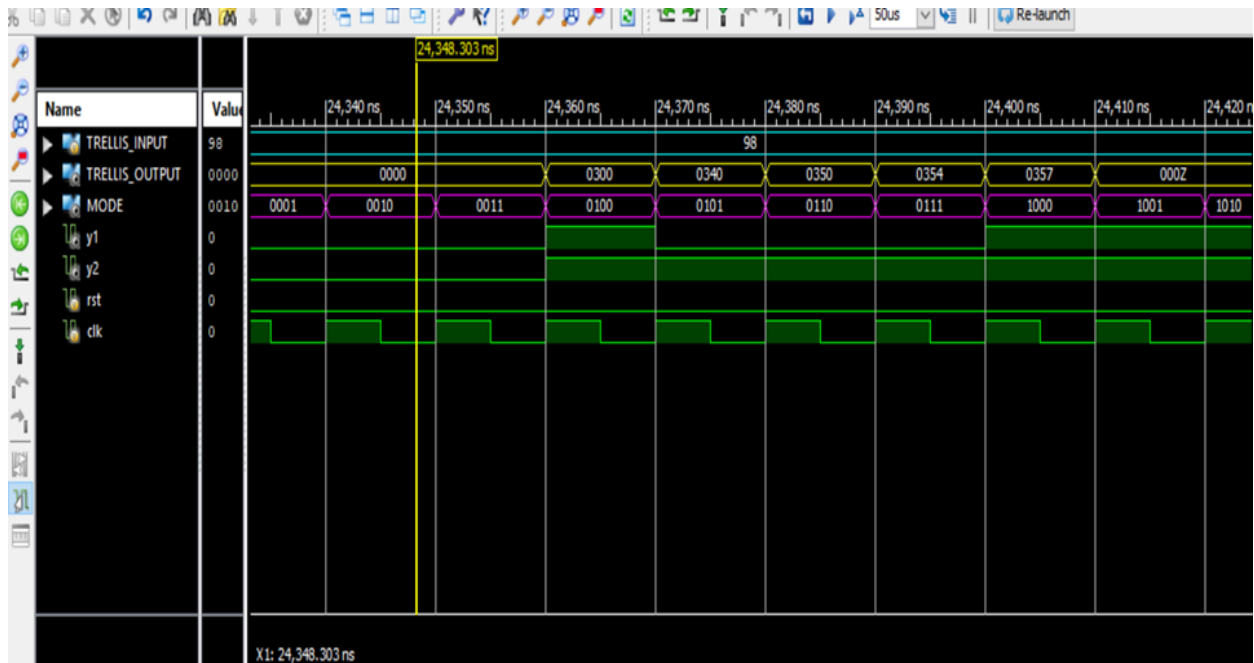 50us Re-launch
24,348.303 ns
Name Value
24,340 ns 24,350 ns 24,360 ns 24,370 ns 24,380 ns 24,390 ns 24,400 ns 24,410 ns 24,420 n
TRELLIS_INPUT 98 98
TRELLIS_OUTPUT 0000 0000 0300 0340 0350 0354 0357 000Z
MODE 0010 0001 0010 0011 0100 0101 0110 0111 1000 1001 1010
y1 0
y2 0
rst 0
clk 0
X1: 24,348.303 ns